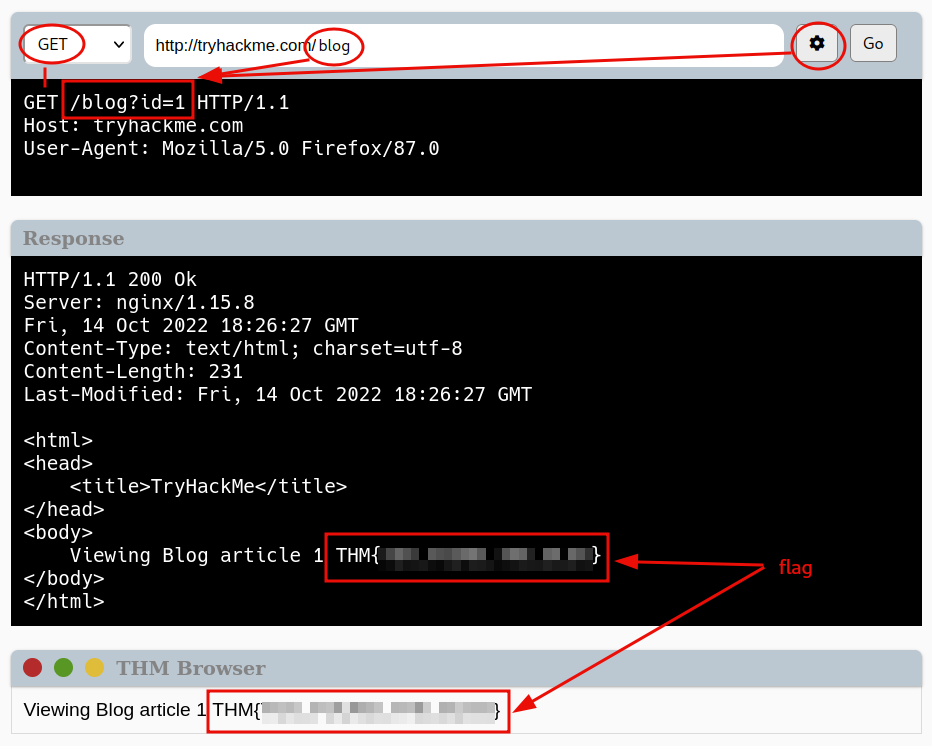 GET http://tryhackme.com/blog Go
GET /blog?id=1 HTTP/1.1
Host: tryhackme.com
User-Agent: Mozilla/5.0 Firefox/87.0
Response
HTTP/1.1 200 Ok
Server: nginx/1.15.8
Fri, 14 Oct 2022 18:26:27 GMT
Content-Type: text/html; charset=utf-8
Content-Length: 231
Last-Modified: Fri, 14 Oct 2022 18:26:27 GMT
<html>
<head>
<title>TryHackMe</title>
</head>
<body>
Viewing Blog article 1 THM{}
flag
</body>
</html>
THM Browser
Viewing Blog article 1 THM{}